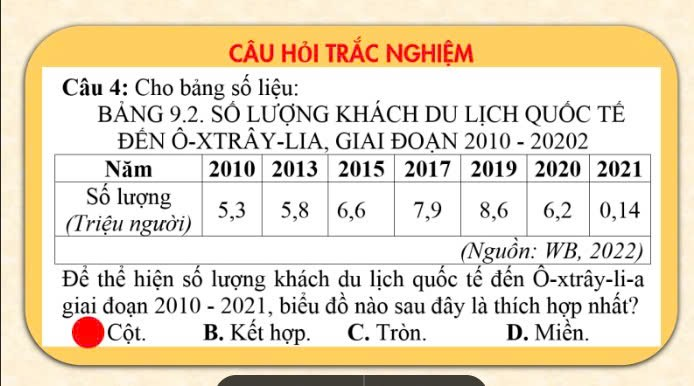 CÂU HỎI TRẮC NGHIỆM
Câu 4: Cho bảng số liệu:
BẢNG 9.2. SỐ LƯỢNG KHÁCH DU LỊCH QUỐC TẾ
ĐẾN Ô-XTRÂY-LIA, GIAI ĐOẠN 2010 - 20202
Năm 2010 2013 2015 2017 2019 2020 2021
Số lượng
(Triệu người) 5,3 5,8 6,6 7,9 8,6 6,2 0,14
(Nguồn: WB, 2022)
Để thể hiện số lượng khách du lịch quốc tế đến Ô-xtrây-li-a
giai đoạn 2010 - 2021, biểu đồ nào sau đây là thích hợp nhất?
Cột. B. Kết hợp. C. Tròn. D. Miền.